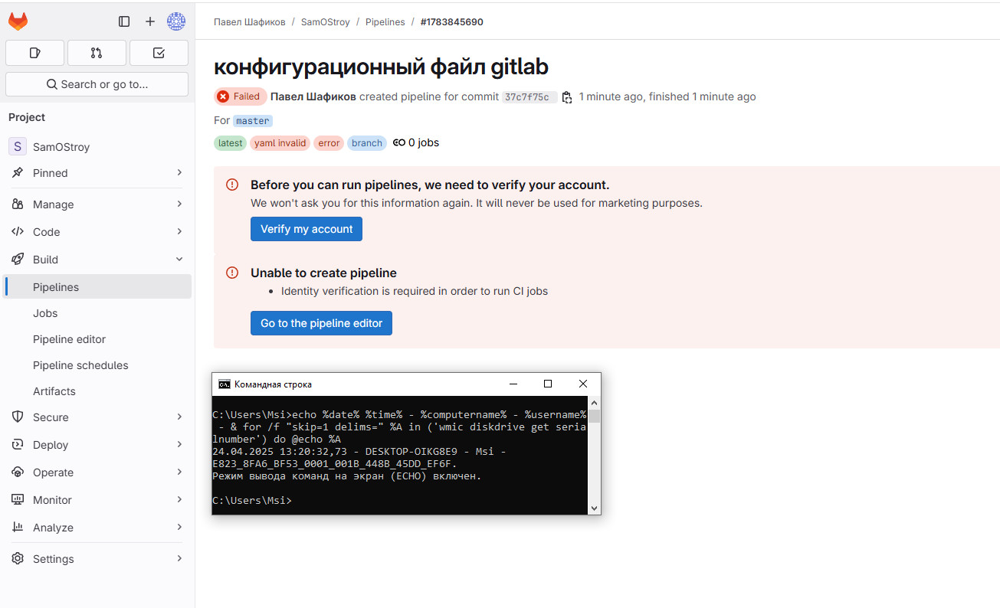 Павел Шафиков / SamOStroy / Pipelines / #1783845690
Search or go to...
Project
S SamOStroy
Pinned
Manage
Code
Build
Pipelines
Jobs
Pipeline editor
Pipeline schedules
Artifacts
Secure
Deploy
Operate
Monitor
Analyze
Settings
конфигурационный файл gitlab
Failed Павел Шафиков created pipeline for commit 37c7f75c 1 minute ago, finished 1 minute ago
For master
latest yaml invalid error branch 0 jobs
Before you can run pipelines, we need to verify your account.
We won't ask you for this information again. It will never be used for marketing purposes.
Verify my account
Unable to create pipeline
• Identity verification is required in order to run CI jobs
Go to the pipeline editor
Командная строка
C:\Users\Msi>echo %date% %time% - %computername% - %username%
- & for /f "skip=1 delims=" %A in ('wmic diskdrive get seria
lnumber') do @echo %A
24.04.2025 13:20:32,73 - DESKTOP-OIKG8E9 - Msi -
E823_8FA6_BF53_0001_001B_448B_45DD_EF6F.
Режим вывода команд на экран (ECHO) включен.
C:\Users\Msi>